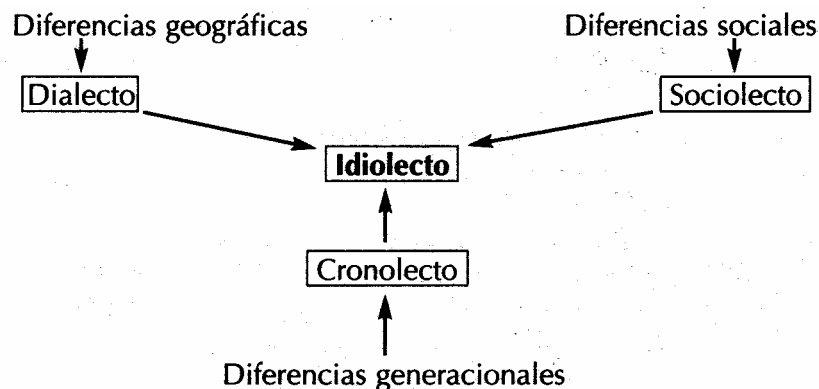 Diferencias geográficas
Diferencias sociales
Dialecto
Sociolecto
Idiolecto
Cronolecto
Diferencias generacionales